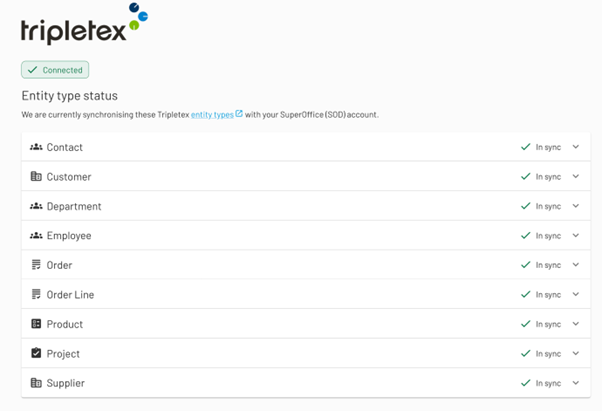 tripletex
Connected
Entity type status
We are currently synchronising these Tripletex entity types with your SuperOffice (SOD) account.
Contact In sync
Customer In sync
Department In sync
Employee In sync
Order In sync
Order Line In sync
Product In sync
Project In sync
Supplier In sync